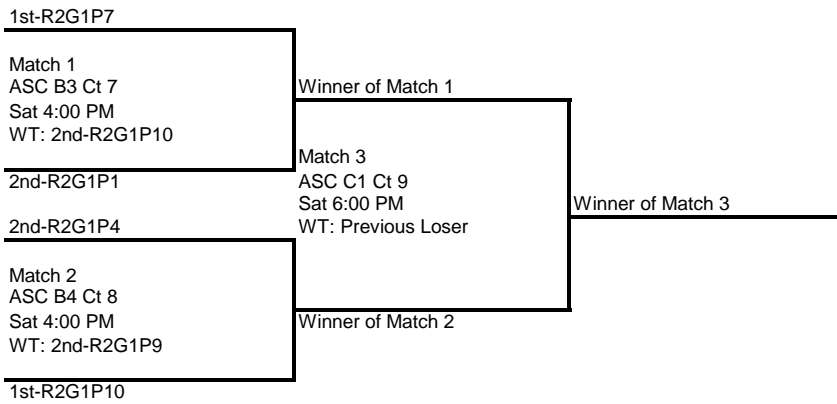 1st-R2G1P7
Match 1
ASC B3 Ct 7
Sat 4:00 PM
WT: 2nd-R2G1P10
2nd-R2G1P1
Winner of Match 1
Match 3
ASC C1 Ct 9
Sat 6:00 PM
WT: Previous Loser
Winner of Match 3
2nd-R2G1P4
Match 2
ASC B4 Ct 8
Sat 4:00 PM
WT: 2nd-R2G1P9
Winner of Match 2
1st-R2G1P10